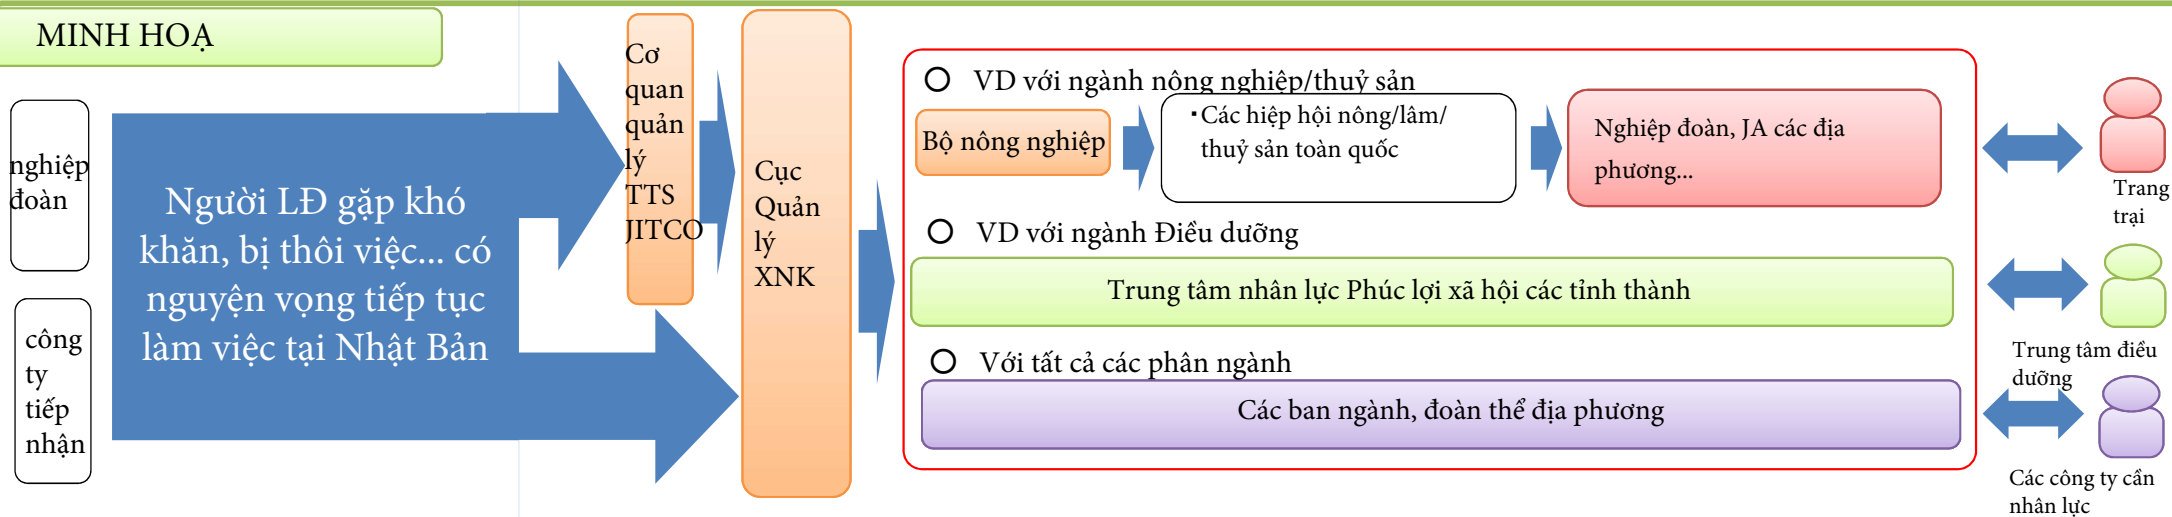 MINH HOẠ
nghiệp
đoàn
công
ty
tiếp
nhận
Người LĐ gặp khó
khăn, bị thôi việc... có
nguyện vọng tiếp tục
làm việc tại Nhật Bản
Cơ
quan
quản
lý
TTS
JITCO
Cục
Quản
lý
XNK
VD với ngành nông nghiệp/thuỷ sản
Bộ nông nghiệp
・Các hiệp hội nông/lâm/
thuỷ sản toàn quốc
Nghiệp đoàn, JA các địa
phương...
VD với ngành Điều dưỡng
Trung tâm nhân lực Phúc lợi xã hội các tỉnh thành
Với tất cả các phân ngành
Các ban ngành, đoàn thể địa phương
Trang
trại
Trung tâm điều
dưỡng
Các công ty cần
nhân lực